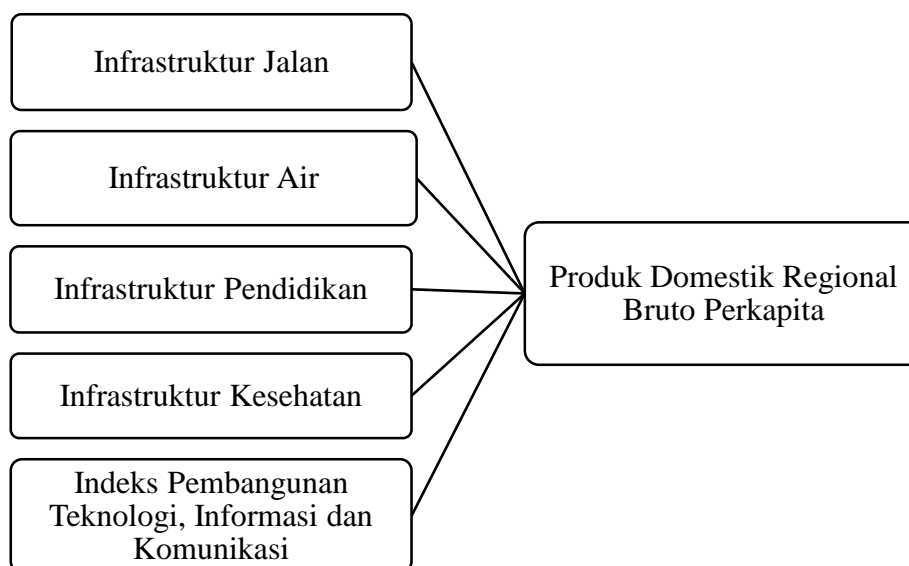 Infrastruktur Jalan
Infrastruktur Air
Infrastruktur Pendidikan
Infrastruktur Kesehatan
Indeks Pembangunan
Teknologi, Informasi dan
Komunikasi
Produk Domestik Regional
Bruto Perkapita